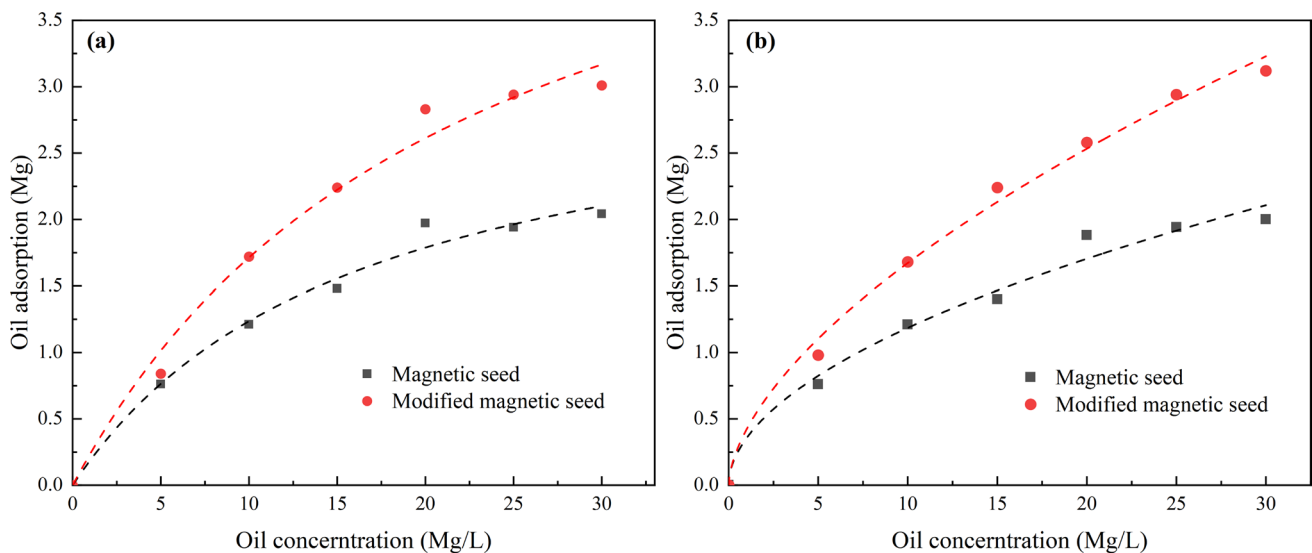 (a)
3.5
3.0
2.5
2.0
1.5
1.0
0.5
0.0
Oil adsorption (Mg)
Magnetic seed
Modified magnetic seed
0 5 10 15 20 25 30
Oil concerntration (Mg/L)
(b)
3.5
3.0
2.5
2.0
1.5
1.0
0.5
0.0
Oil adsorption (Mg)
Magnetic seed
Modified magnetic seed
0 5 10 15 20 25 30
Oil concerntration (Mg/L)